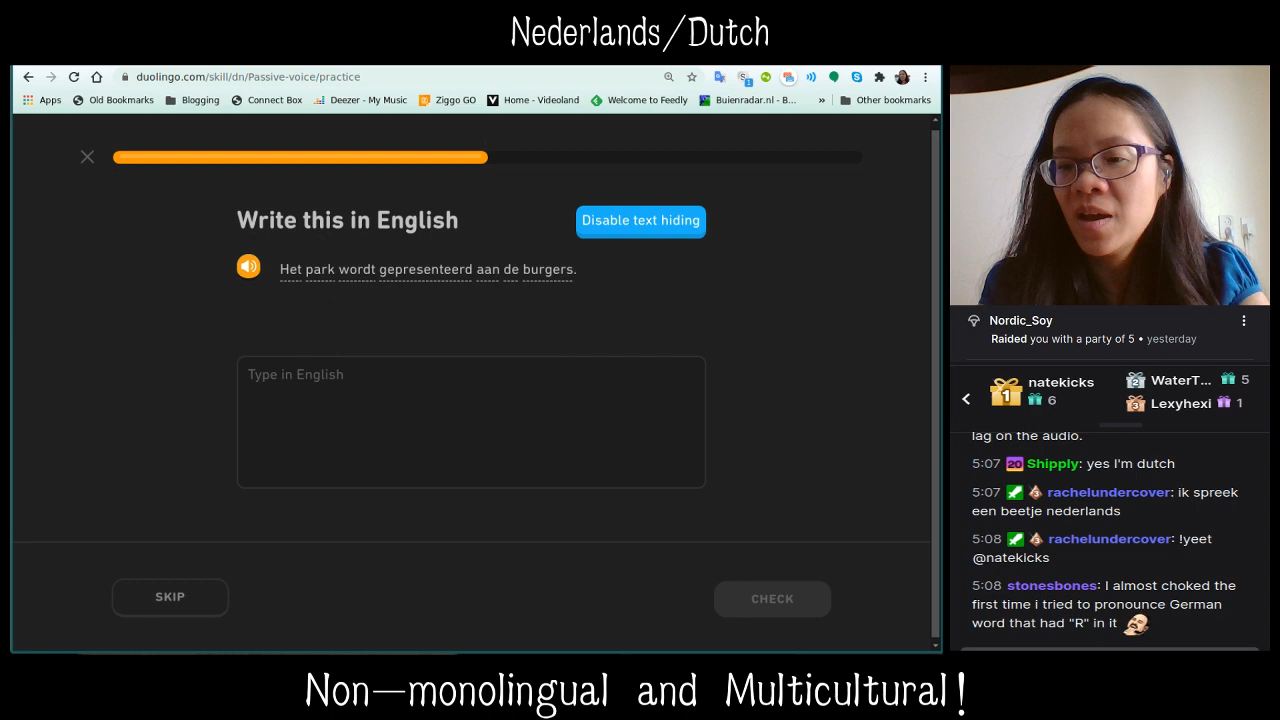 Nederlands/Dutch
duolingo.com/skill/dn/Passive-voice/practice
Apps Old Bookmarks Blogging Connect Box Deezer - My Music Ziggo GO Home - Videoland Welcome to Feedly Buienradar.nl - B... » Other bookmarks
Write this in English
Disable text hiding
Het park wordt gepresenteerd aan de burgers.
Type in English
SKIP
CHECK
Nordic_Soy
Raided you with a party of 5 • yesterday
1 natekicks
6
2 WaterT... 5
3 Lexyhexi 1
lag on the audio.
5:07 20 Shipply: yes I'm dutch
5:07 rachelundercover: ik spreek
een beetje nederlands
5:08 rachelundercover: !yeet
@natekicks
5:08 stonesbones: I almost choked the
first time i tried to pronounce German
word that had "R" in it
Non-monolingual and Multicultural!